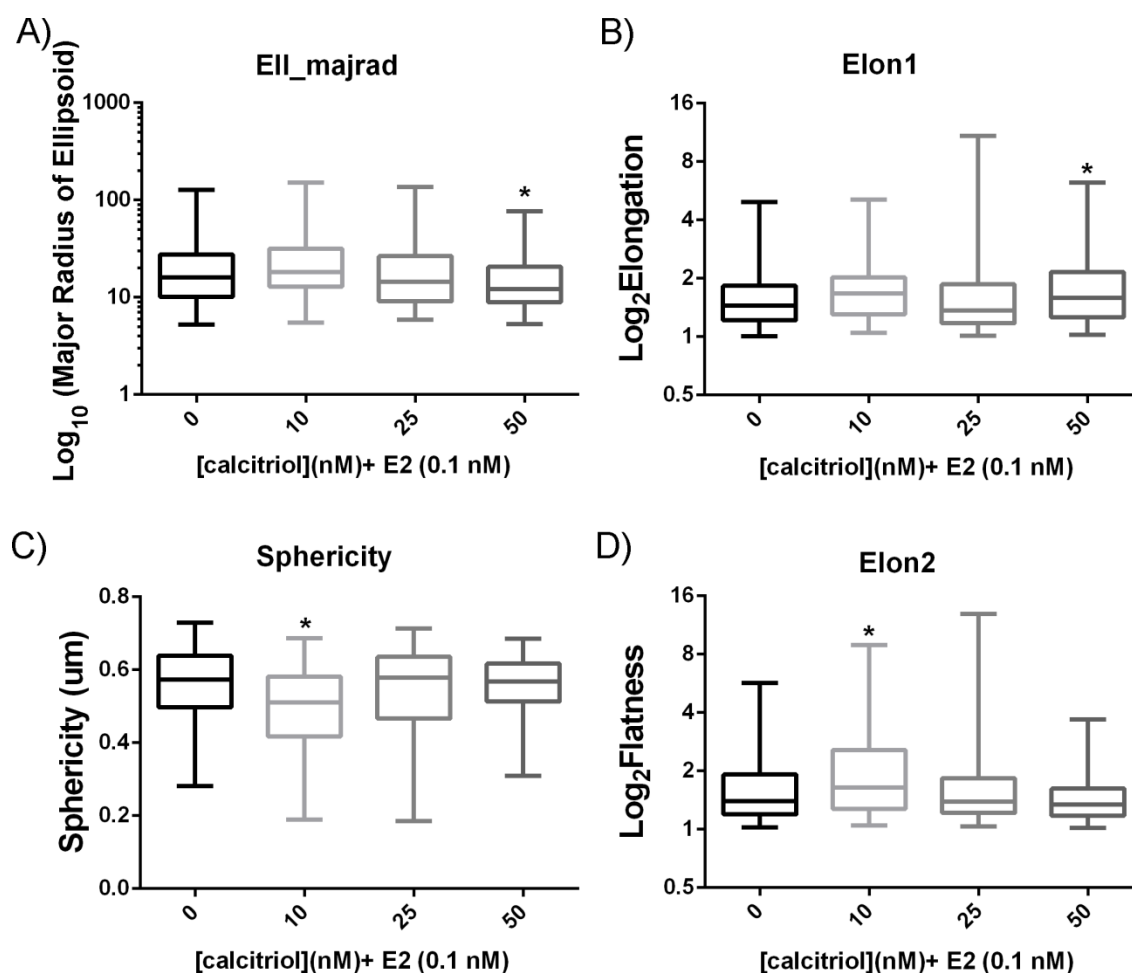 A)
Ell_majrad
Log10 (Major Radius of Ellipsoid)
1000
100
10
1
*
0
10
25
50
[calcitriol](nM)+ E2 (0.1 nM)
B)
Elon1
Log2Elongation
16
8
4
2
1
0.5
*
0
10
25
50
[calcitriol](nM)+ E2 (0.1 nM)
C)
Sphericity
Sphericity (um)
0.8
0.6
0.4
0.2
0.0
*
0
10
25
50
[calcitriol](nM)+ E2 (0.1 nM)
D)
Elon2
Log2Flatness
16
8
4
2
1
0.5
*
0
10
25
50
[calcitriol](nM)+ E2 (0.1 nM)